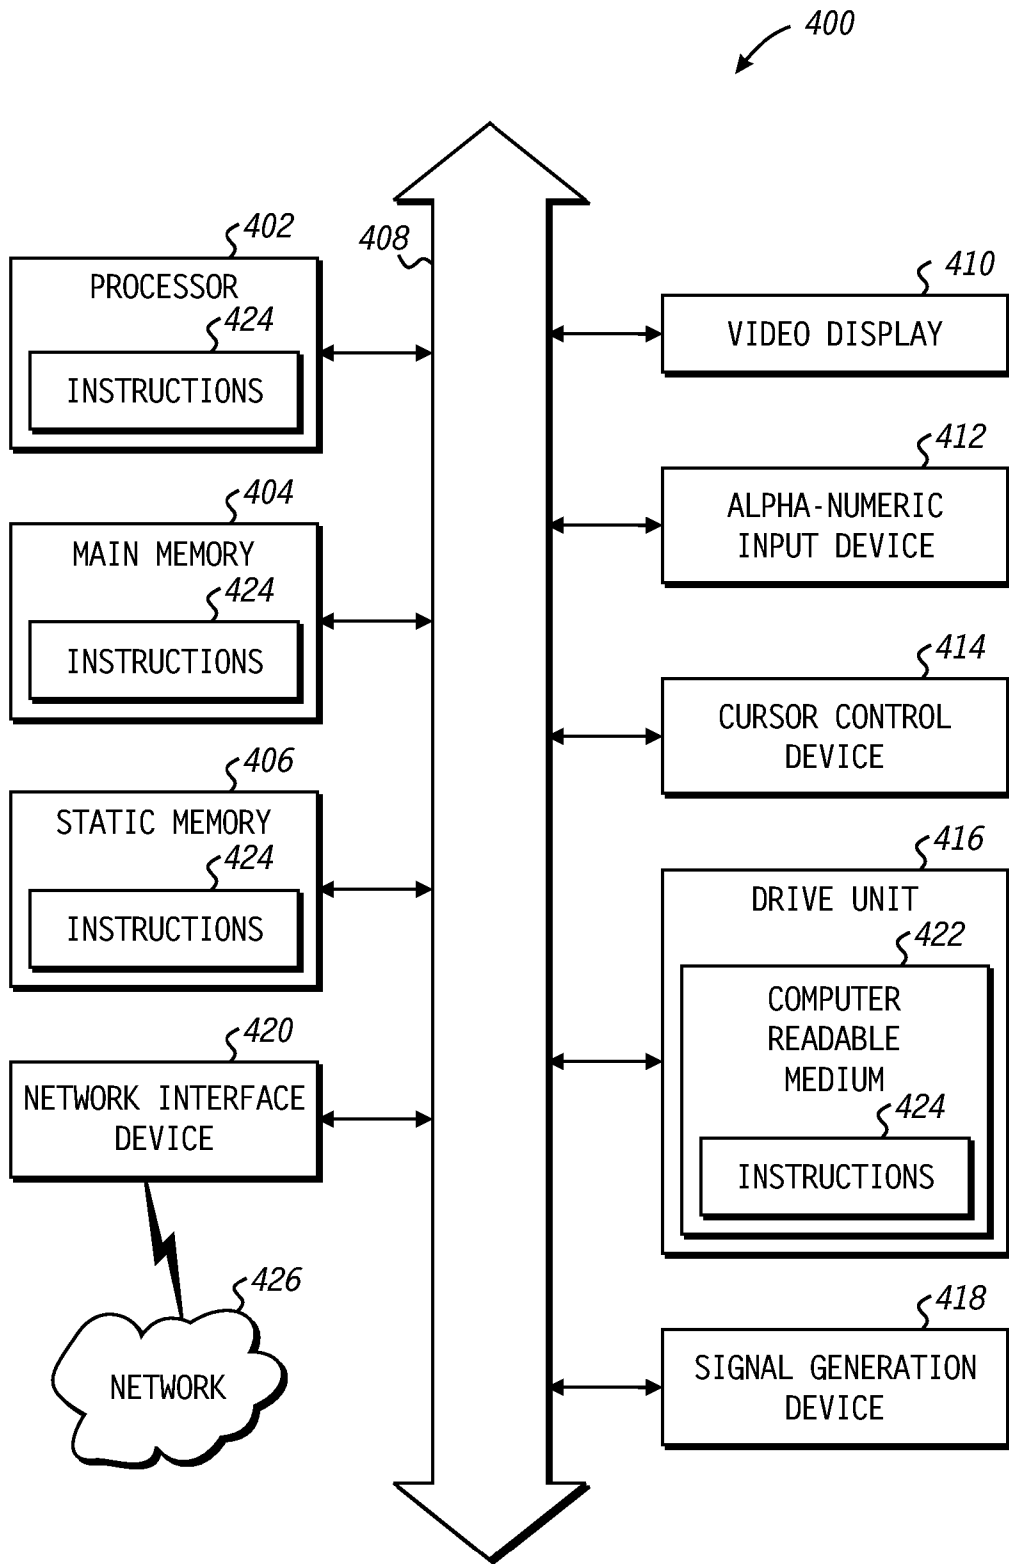 400
402
PROCESSOR
424
INSTRUCTIONS
404
MAIN MEMORY
424
INSTRUCTIONS
406
STATIC MEMORY
424
INSTRUCTIONS
420
NETWORK INTERFACE
DEVICE
426
NETWORK
408
410
VIDEO DISPLAY
412
ALPHA-NUMERIC
INPUT DEVICE
414
CURSOR CONTROL
DEVICE
416
DRIVE UNIT
422
COMPUTER
READABLE
MEDIUM
424
INSTRUCTIONS
418
SIGNAL GENERATION
DEVICE